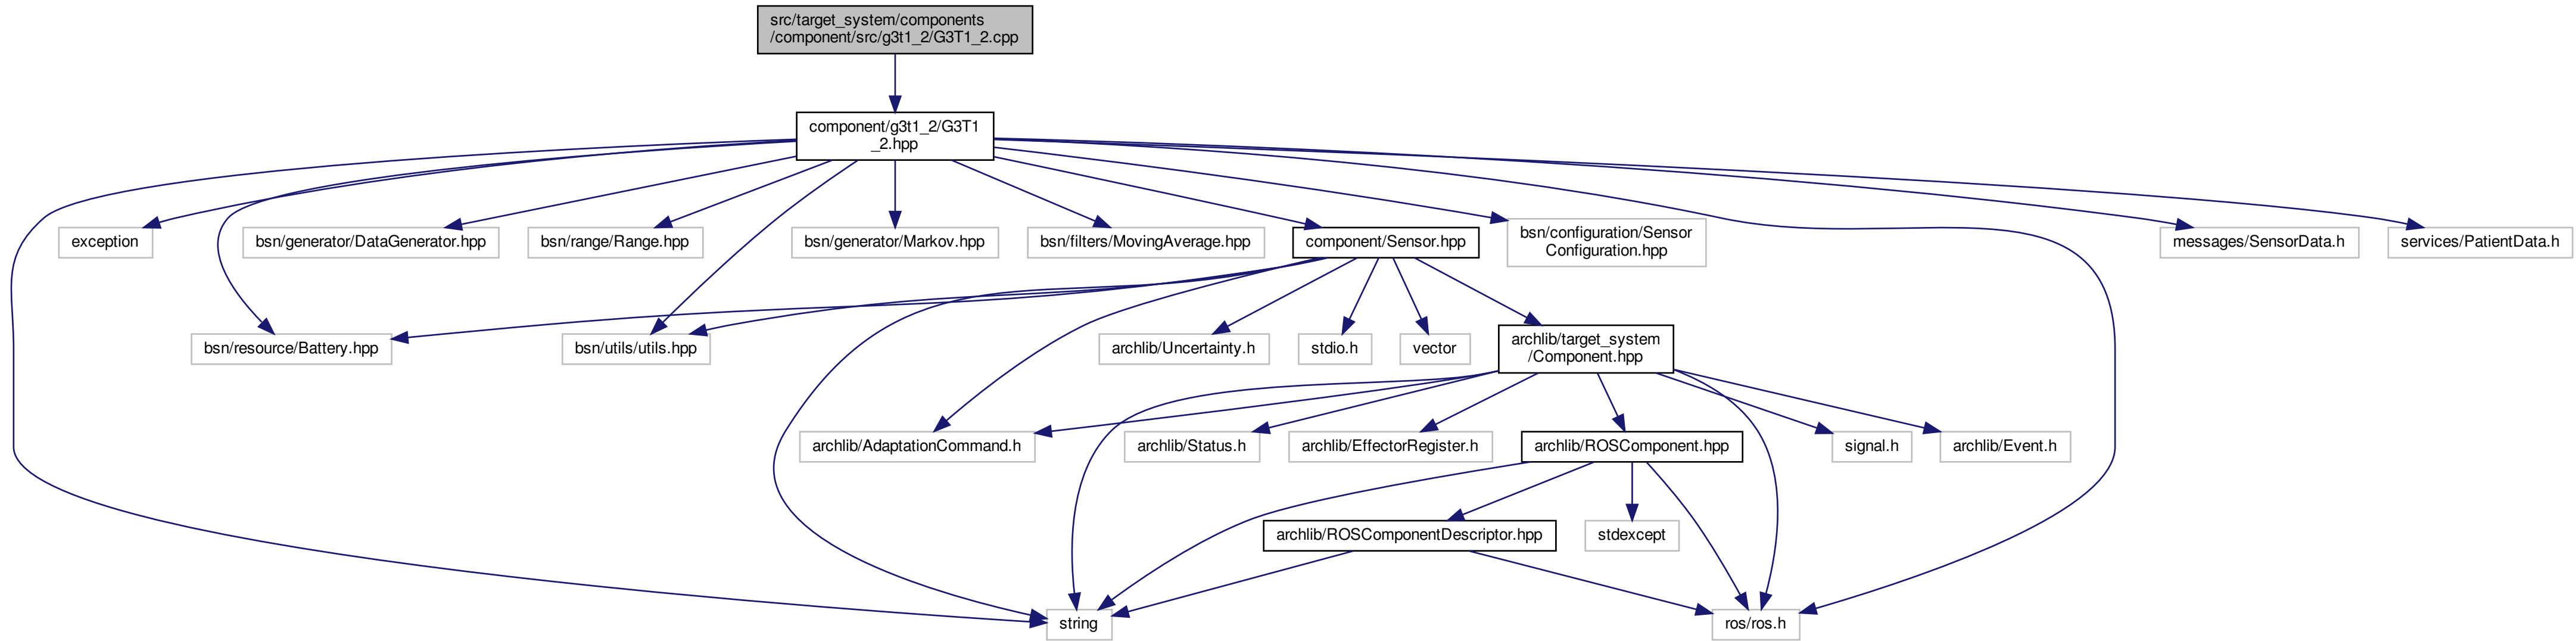 src/target_system/components
/component/src/g3t1_2/G3T1_2.cpp
component/g3t1_2/G3T1
_2.hpp
exception
bsn/generator/DataGenerator.hpp
bsn/range/Range.hpp
bsn/generator/Markov.hpp
bsn/filters/MovingAverage.hpp
component/Sensor.hpp
bsn/configuration/Sensor
Configuration.hpp
messages/SensorData.h
services/PatientData.h
bsn/resource/Battery.hpp
bsn/utils/utils.hpp
archlib/Uncertainty.h
stdio.h
vector
archlib/target_system
/Component.hpp
archlib/AdaptationCommand.h
archlib/Status.h
archlib/EffectorRegister.h
archlib/ROSComponent.hpp
signal.h
archlib/Event.h
archlib/ROSComponentDescriptor.hpp
stdexcept
string
ros/ros.h